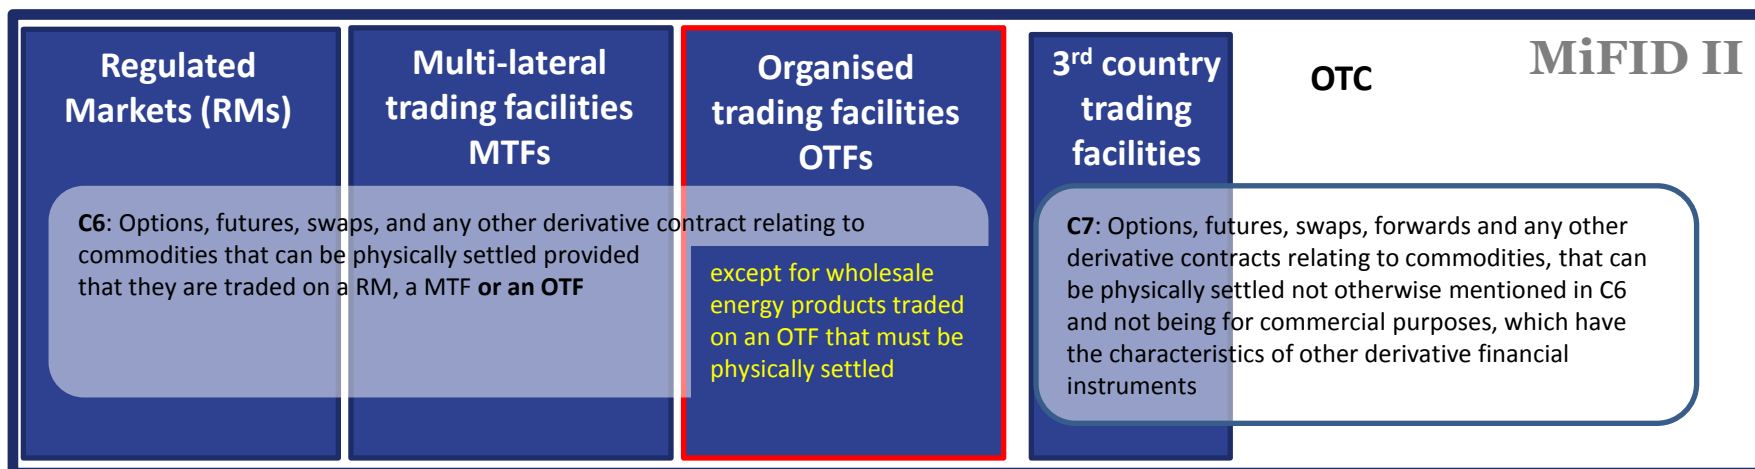 Regulated
Markets (RMs)
Multi-lateral
trading facilities
MTFs
Organised
trading facilities
OTFs
3rd country
trading
facilities
OTC
MiFID II
C6: Options, futures, swaps, and any other derivative contract relating to
commodities that can be physically settled provided
that they are traded on a RM, a MTF or an OTF
except for wholesale
energy products traded
on an OTF that must be
physically settled
C7: Options, futures, swaps, forwards and any other
derivative contracts relating to commodities, that can
be physically settled not otherwise mentioned in C6
and not being for commercial purposes, which have
the characteristics of other derivative financial
instruments